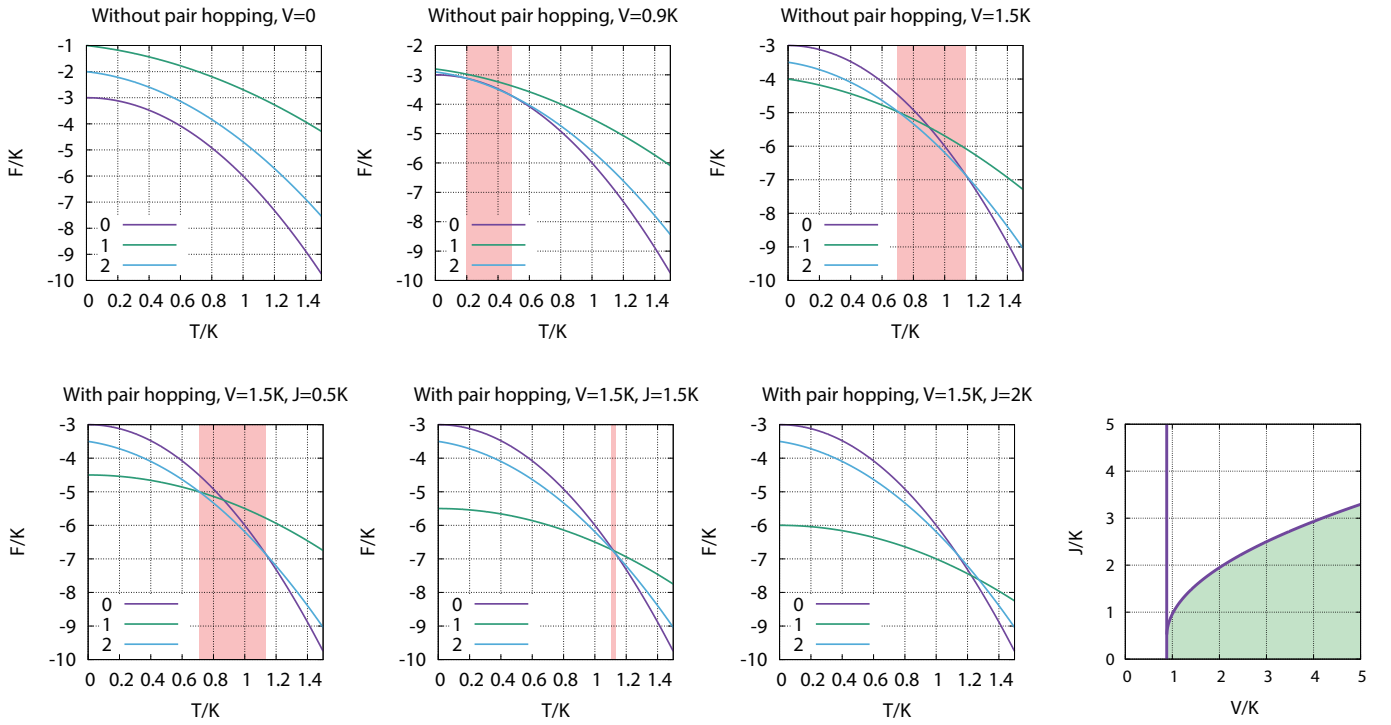 Without pair hopping, V=0
-1
-2
-3
-4
-5
-6
-7
-8
-9
-10
F/K
0
1
2
0 0.2 0.4 0.6 0.8 1 1.2 1.4
T/K
Without pair hopping, V=0.9K
-2
-3
-4
-5
-6
-7
-8
-9
-10
F/K
0
1
2
0 0.2 0.4 0.6 0.8 1 1.2 1.4
T/K
Without pair hopping, V=1.5K
-3
-4
-5
-6
-7
-8
-9
-10
F/K
0
1
2
0 0.2 0.4 0.6 0.8 1 1.2 1.4
T/K
With pair hopping, V=1.5K, J=0.5K
-3
-4
-5
-6
-7
-8
-9
-10
F/K
0
1
2
0 0.2 0.4 0.6 0.8 1 1.2 1.4
T/K
With pair hopping, V=1.5K, J=1.5K
-3
-4
-5
-6
-7
-8
-9
-10
F/K
0
1
2
0 0.2 0.4 0.6 0.8 1 1.2 1.4
T/K
With pair hopping, V=1.5K, J=2K
-3
-4
-5
-6
-7
-8
-9
-10
F/K
0
1
2
0 0.2 0.4 0.6 0.8 1 1.2 1.4
T/K
5
4
3
2
1
0
J/K
0 1 2 3 4 5
V/K